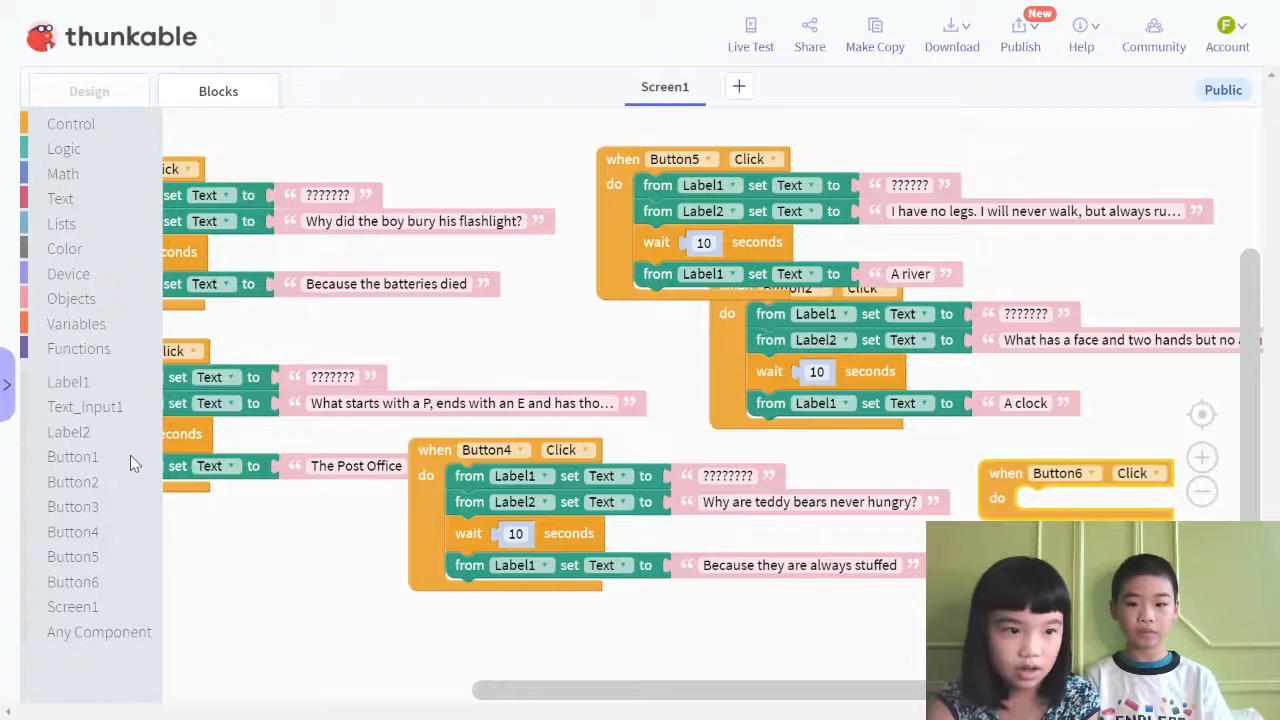 thunkable
Live Test
Share
Make Copy
Download
New
Publish
Help
Community
F
Account
Design
Blocks
Screen1
+
Public
Control
Logic
Math
Text
Lists
Color
Device
Objects
Variables
Functions
Label1
Text_Input1
Label2
Button1
Button2
Button3
Button4
Button5
Button6
Screen1
Any Component
ick
set Text to “ ??????? ”
set Text to “ Why did the boy bury his flashlight? ”
conds
set Text to “ Because the batteries died ”
lick
set Text to “ ??????? ”
set Text to “ What starts with a P, ends with an E and has tho... ”
econds
set Text to “ The Post Office
when Button4 Click
do from Label1 set Text to “ ???????? ”
from Label2 set Text to “ Why are teddy bears never hungry? ”
wait 10 seconds
from Label1 set Text to “ Because they are always stuffed ”
when Button5 Click
do from Label1 set Text to “ ?????? ”
from Label2 set Text to “ I have no legs. I will never walk, but always ru... ”
wait 10 seconds
from Label1 set Text to “ A river ”
Button2 Click
do from Label1 set Text to “ ??????? ”
from Label2 set Text to “ What has a face and two hands but no a
wait 10 seconds
from Label1 set Text to “ A clock ”
when Button6 Click
do
ENDLESS